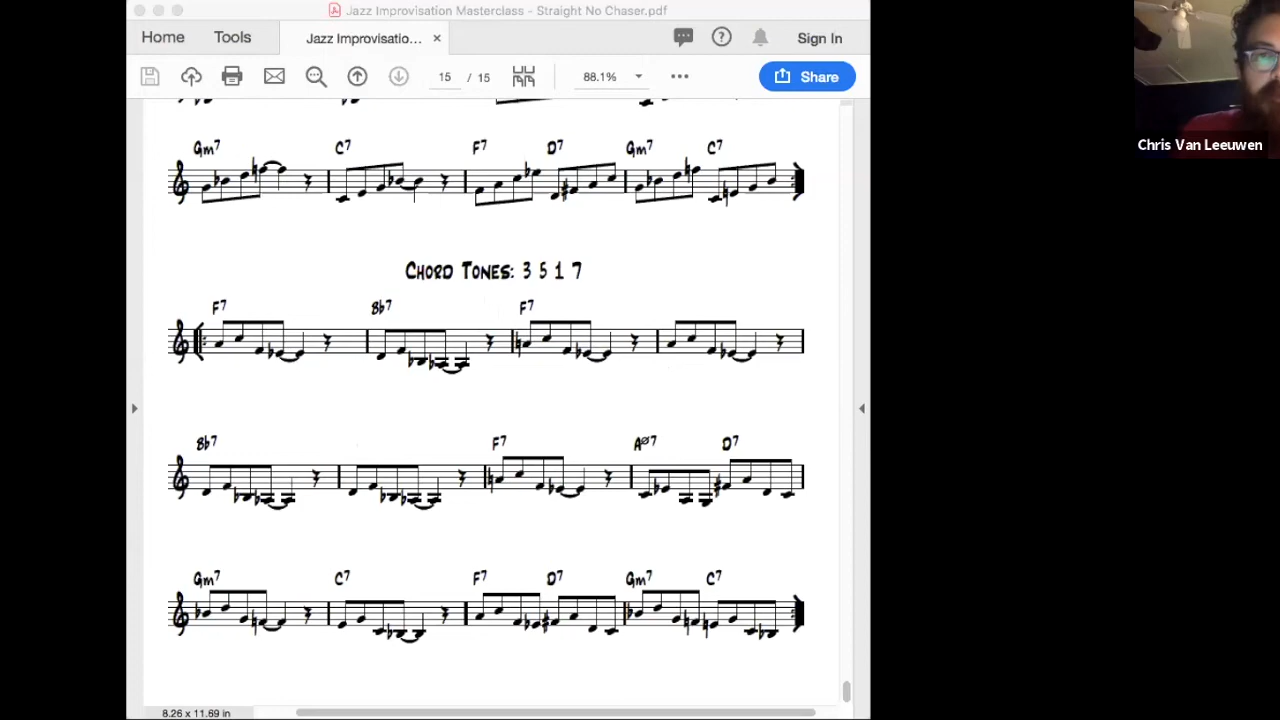 Jazz Improvisation Masterclass - Straight No Chaser.pdf
Home Tools Jazz Improvisatio... × Sign In
15 / 15 88.1% Share
Chris Van Leeuwen
Gm7 C7 F7 D7 Gm7 C7
CHORD TONES: 3 5 1 7
F7 Bb7 F7
Bb7 F7 Aø7 D7
Gm7 C7 F7 D7 Gm7 C7
8.26 x 11.69 in